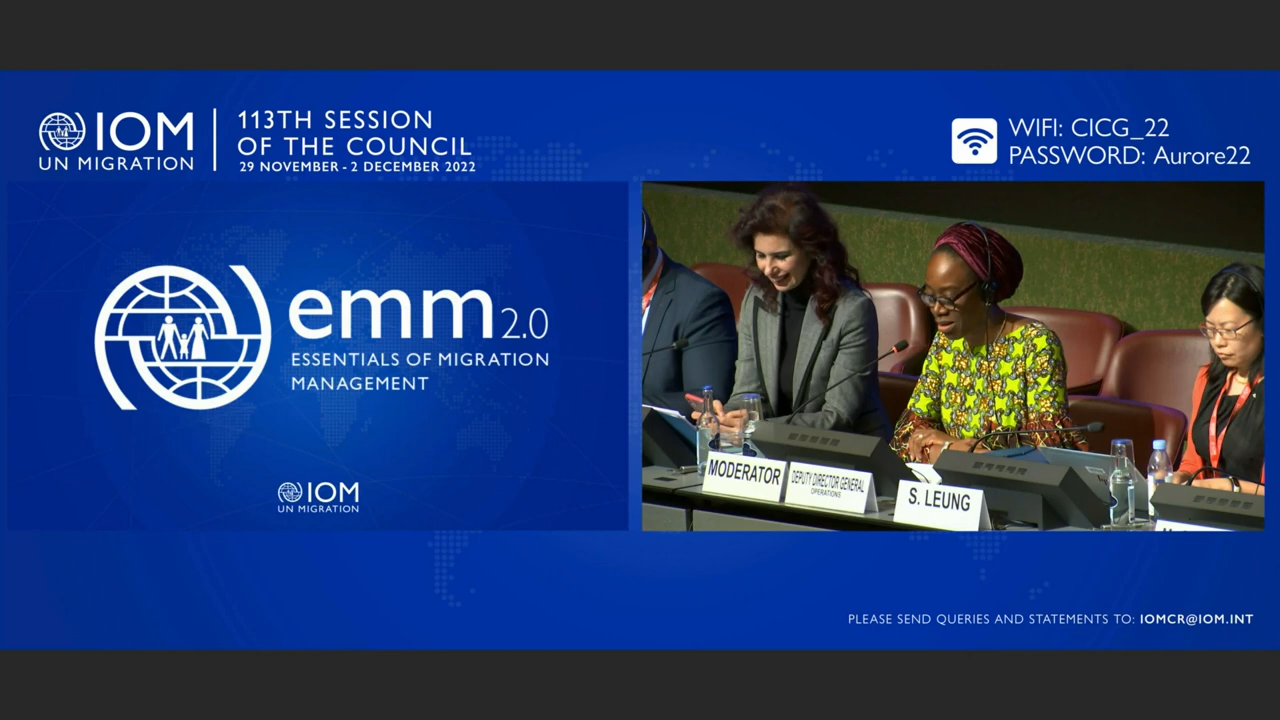 IOM
UN MIGRATION
113TH SESSION
OF THE COUNCIL
29 NOVEMBER - 2 DECEMBER 2022
WIFI: CICG_22
PASSWORD: Aurore22
emm 2.0
ESSENTIALS OF MIGRATION
MANAGEMENT
IOM
UN MIGRATION
MODERATOR
DEPUTY DIRECTOR GENERAL
OPERATIONS
S. LEUNG
PLEASE SEND QUERIES AND STATEMENTS TO: IOMCR@IOM.INT